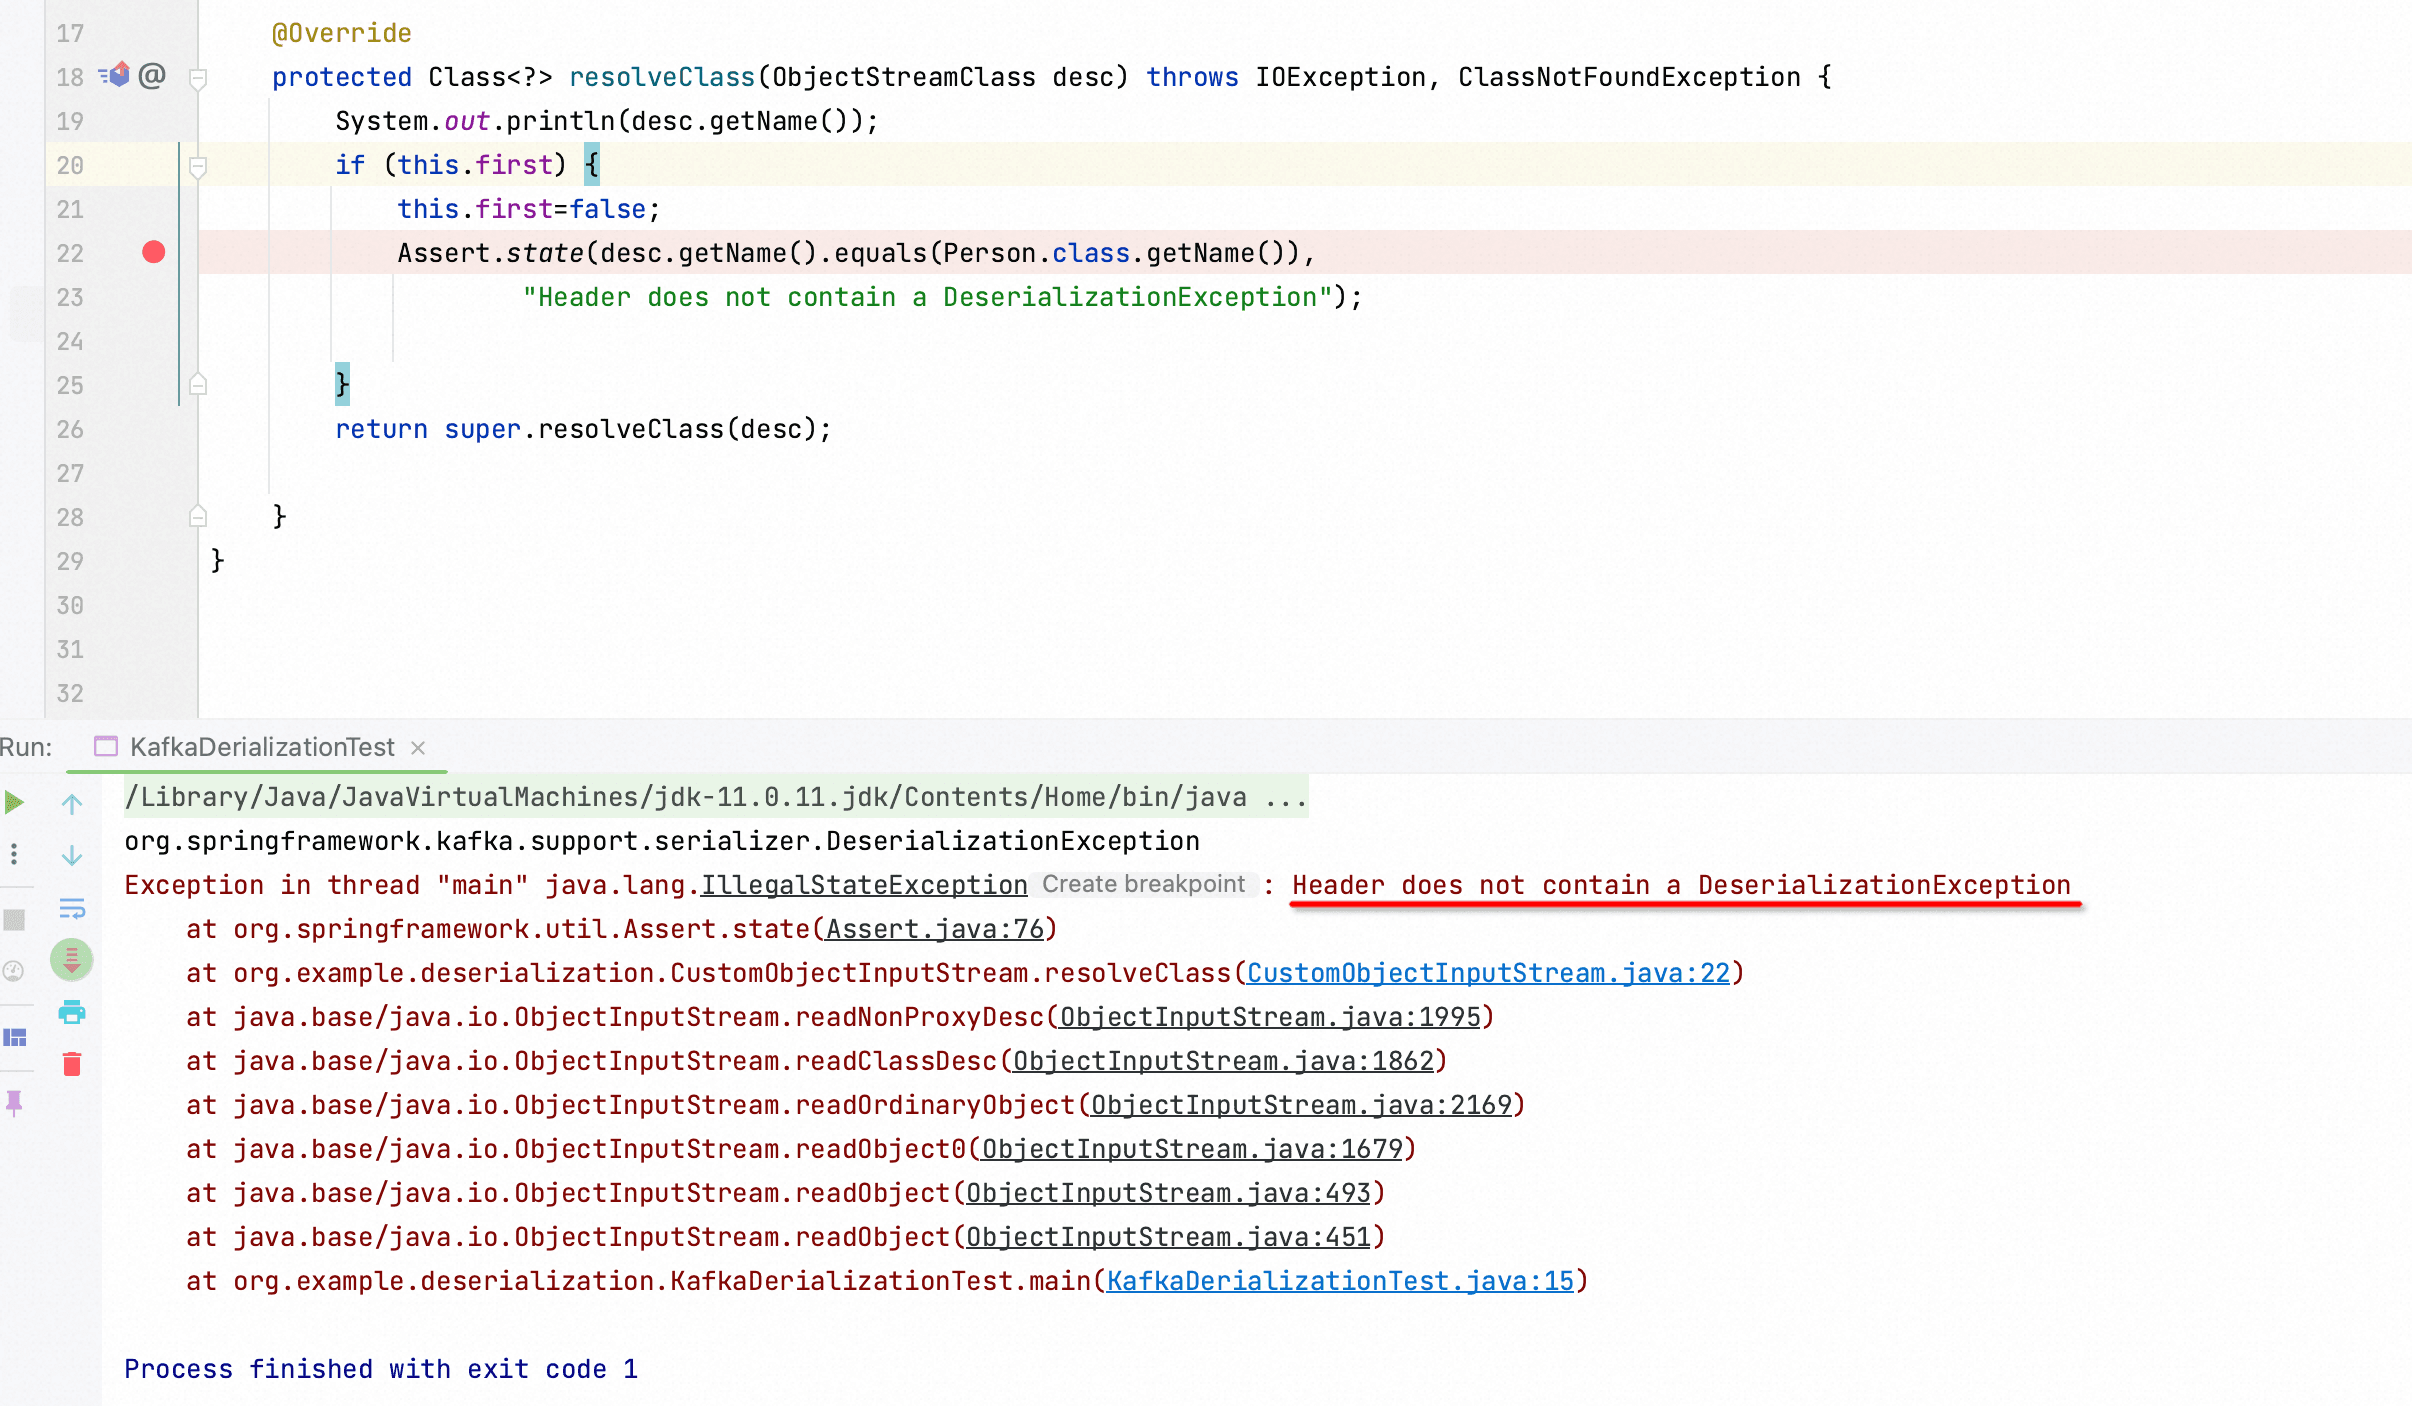 17 @Override
18 @ protected Class<?> resolveClass(ObjectStreamClass desc) throws IOException, ClassNotFoundException {
19 System.out.println(desc.getName());
20 if (this.first) {
21 this.first=false;
22 Assert.state(desc.getName().equals(Person.class.getName()),
23 "Header does not contain a DeserializationException");
24
25 }
26 return super.resolveClass(desc);
27
28 }
29 }
30
31
32
Run: KafkaDerializationTest ×
/Library/Java/JavaVirtualMachines/jdk-11.0.11.jdk/Contents/Home/bin/java ...
org.springframework.kafka.support.serializer.DeserializationException
Exception in thread "main" java.lang.IllegalStateException Create breakpoint : Header does not contain a DeserializationException
at org.springframework.util.Assert.state(Assert.java:76)
at org.example.deserialization.CustomObjectInputStream.resolveClass(CustomObjectInputStream.java:22)
at java.base/java.io.ObjectInputStream.readNonProxyDesc(ObjectInputStream.java:1995)
at java.base/java.io.ObjectInputStream.readClassDesc(ObjectInputStream.java:1862)
at java.base/java.io.ObjectInputStream.readOrdinaryObject(ObjectInputStream.java:2169)
at java.base/java.io.ObjectInputStream.readObject0(ObjectInputStream.java:1679)
at java.base/java.io.ObjectInputStream.readObject(ObjectInputStream.java:493)
at java.base/java.io.ObjectInputStream.readObject(ObjectInputStream.java:451)
at org.example.deserialization.KafkaDerializationTest.main(KafkaDerializationTest.java:15)
Process finished with exit code 1